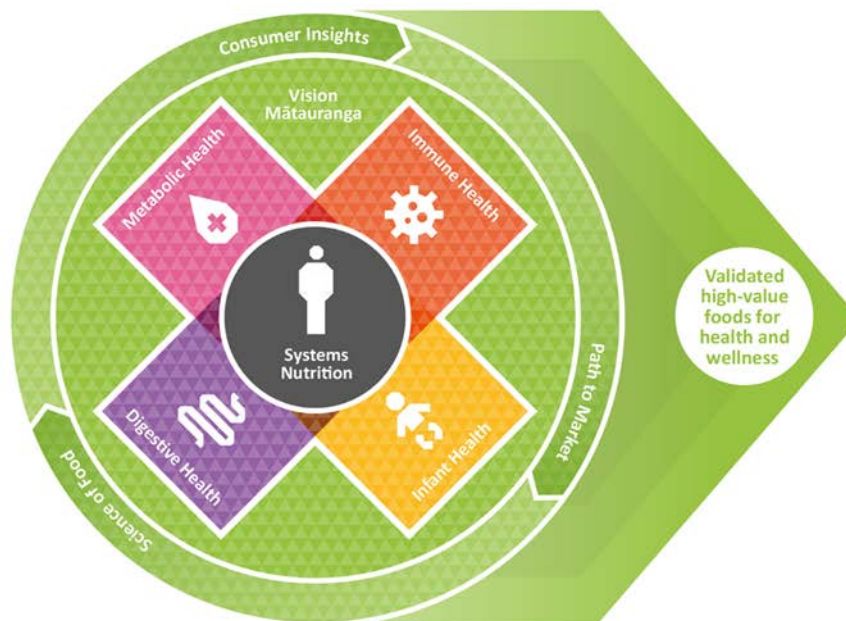 Consumer Insights
Vision
Mātauranga
Metabolic Health
Immune Health
Systems
Nutrition
Digestive Health
Infant Health
Science of Food
Path to Market
Validated
high-value
foods for
health and
wellness